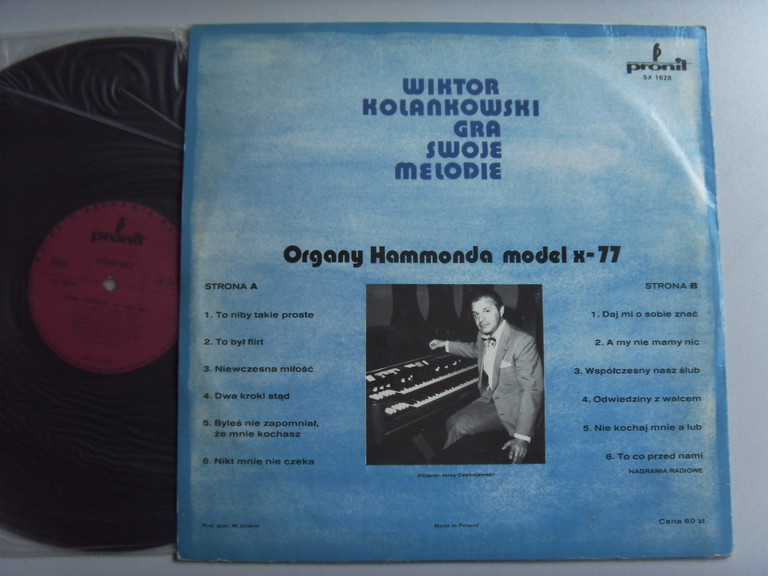 pronit
SX 1628
WIKTOR
KOLANKOWSKI
GRA
SWOJE
MELODIE
Organy Hammonda model x-77
STRONA A
1. To niby takie proste
2. To był flirt
3. Niewczesna miłość
4. Dwa kroki stąd
5. Byleś nie zapomniał,
że mnie kochasz
6. Nikt mnie nie czeka
STRONA B
1. Daj mi o sobie znać
2. A my nie mamy nic
3. Współczesny nasz ślub
4. Odwiedziny z walcem
5. Nie kochaj mnie a lub
6. To co przed nami
NAGRANIA RADIOWE
Zdjęcie: Jerzy
Made in Poland
Cena 60 zł
pronit